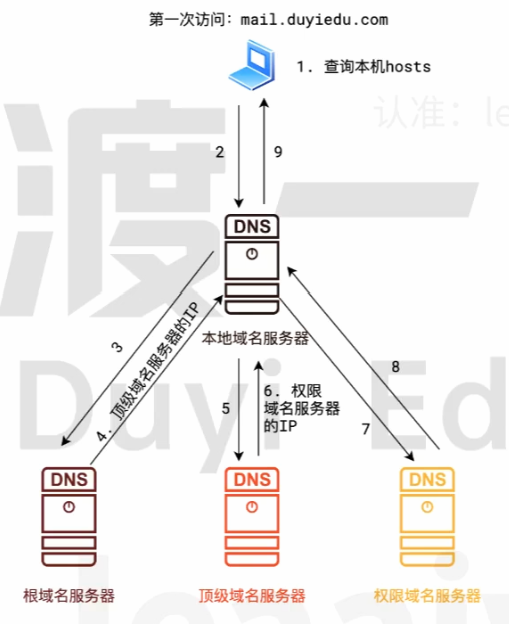 第一次访问：mail.duyiedu.com
1. 查询本机hosts
认准：le
2
9
渡一
DNS
本地域名服务器
3
4. 顶级域名服务器的IP
5
6. 权限
域名服务器
的IP
7
8
Duyi Ed
DNS
DNS
DNS
根域名服务器
顶级域名服务器
权限域名服务器